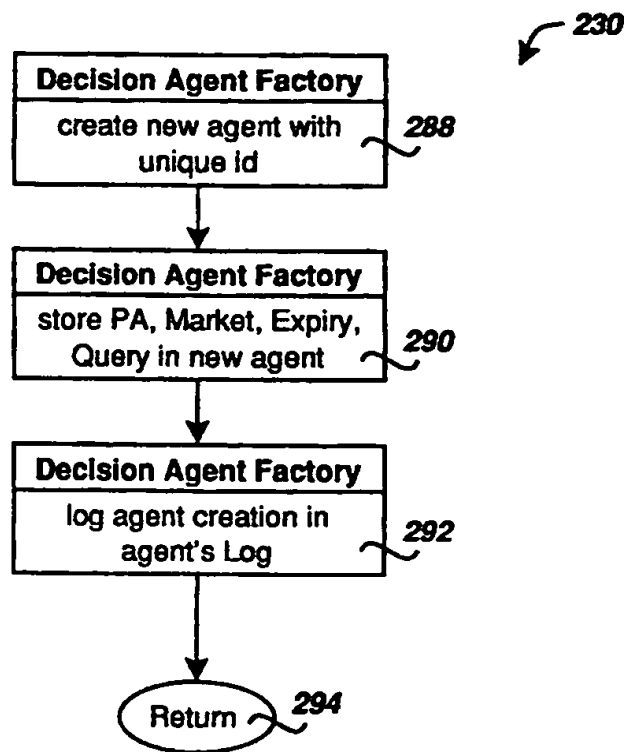 230
Decision Agent Factory
create new agent with
unique id
288
Decision Agent Factory
store PA, Market, Expiry,
Query in new agent
290
Decision Agent Factory
log agent creation in
agent's Log
292
Return
294